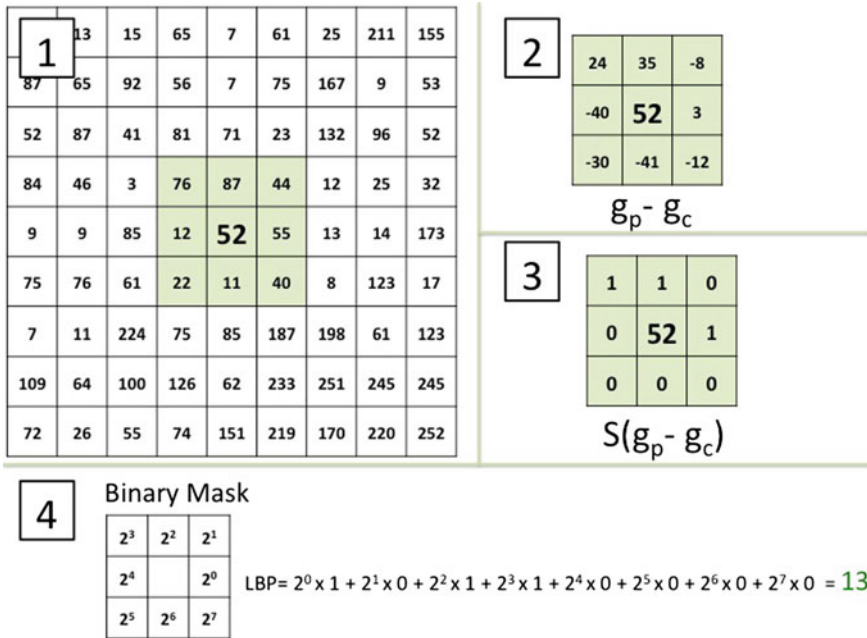 1
13 15 65 7 61 25 211 155
87 65 92 56 7 75 167 9 53
52 87 41 81 71 23 132 96 52
84 46 3 76 87 44 12 25 32
9 9 85 12 52 55 13 14 173
75 76 61 22 11 40 8 123 17
7 11 224 75 85 187 198 61 123
109 64 100 126 62 233 251 245 245
72 26 55 74 151 219 170 220 252
2
24 35 -8
-40 52 3
-30 -41 -12
gₚ- g꜀
3
1 1 0
0 52 1
0 0 0
S(gₚ- g꜀)
4
Binary Mask
2³ 2² 2¹
2⁴ 2⁰
2⁵ 2⁶ 2⁷
LBP= 2⁰ x 1 + 2¹ x 0 + 2² x 1 + 2³ x 1 + 2⁴ x 0 + 2⁵ x 0 + 2⁶ x 0 + 2⁷ x 0 = 13